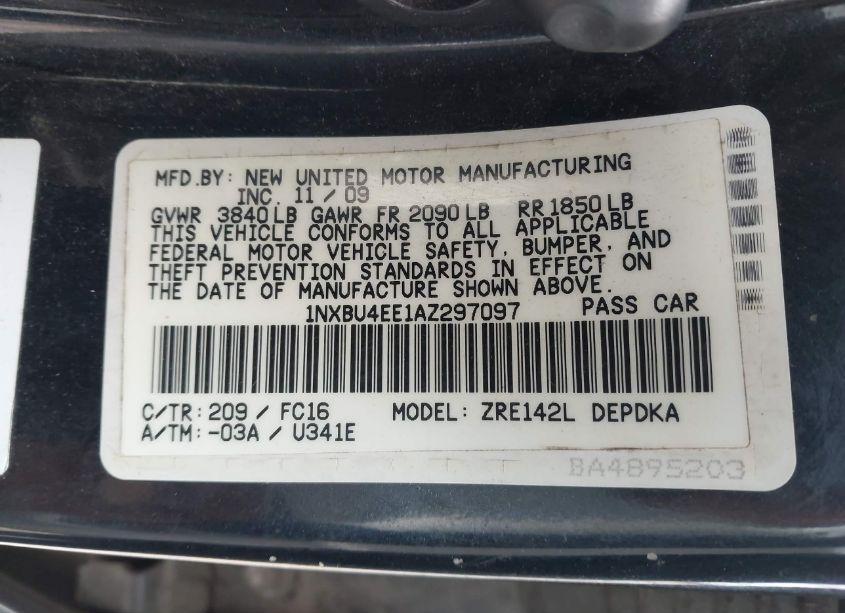 MFD.BY: NEW UNITED MOTOR MANUFACTURING
INC. 11 / 09
GVWR 3840 LB GAWR FR 2090 LB RR 1850 LB
THIS VEHICLE CONFORMS TO ALL APPLICABLE
FEDERAL MOTOR VEHICLE SAFETY, BUMPER, AND
THEFT PREVENTION STANDARDS IN EFFECT ON
THE DATE OF MANUFACTURE SHOWN ABOVE.
1NXBU4EE1AZ297097 PASS CAR
C/TR: 209 / FC16 MODEL: ZRE142L DEPDKA
A/TM: -03A / U341E
BA4895203